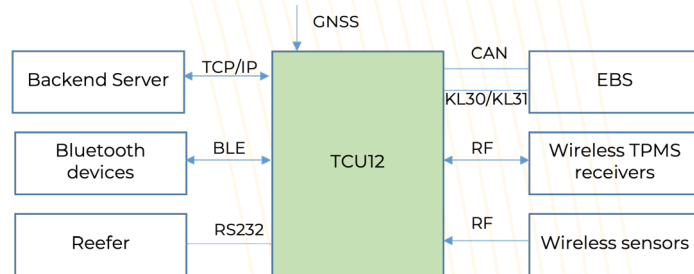 GNSS
Backend Server
TCP/IP
CAN
EBS
KL30/KL31
Bluetooth
devices
BLE
TCU12
RF
Wireless TPMS
receivers
Reefer
RS232
RF
Wireless sensors